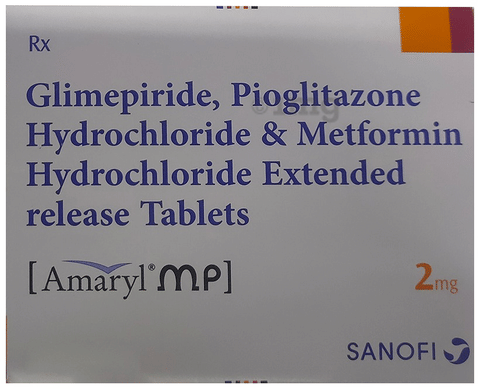 Rx
Glimepiride, Pioglitazone
Hydrochloride & Metformin
Hydrochloride Extended
release Tablets
[Amaryl® MP]
2mg
SANOFI